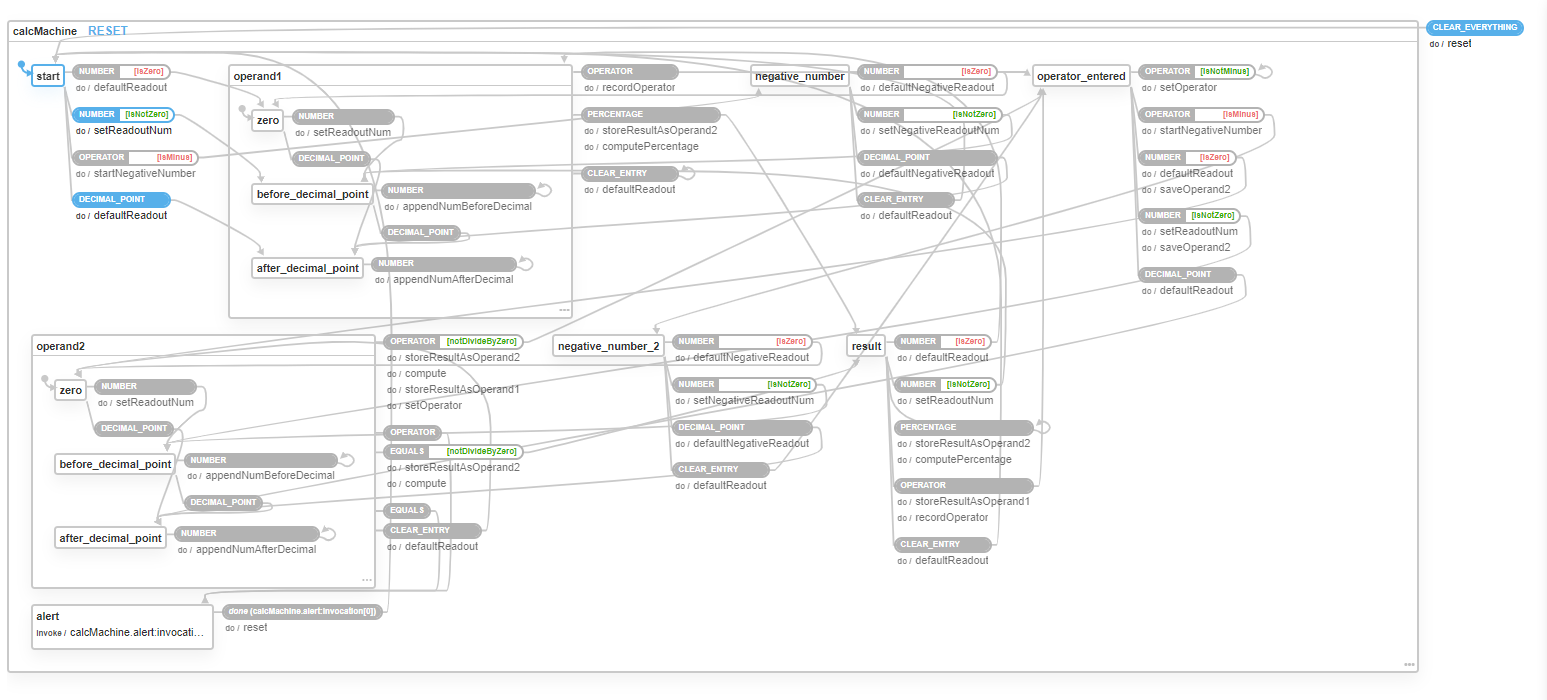 calcMachine RESET
CLEAR_EVERYTHING
do / reset
start
NUMBER [isZero]
do / defaultReadout
NUMBER [isNotZero]
do / setReadoutNum
OPERATOR [isMinus]
do / startNegativeNumber
DECIMAL_POINT
do / defaultReadout
operand1
zero
NUMBER
do / setReadoutNum
DECIMAL_POINT
before_decimal_point
NUMBER
do / appendNumBeforeDecimal
DECIMAL_POINT
after_decimal_point
NUMBER
do / appendNumAfterDecimal
OPERATOR
do / recordOperator
PERCENTAGE
do / storeResultAsOperand2
do / computePercentage
CLEAR_ENTRY
do / defaultReadout
negative_number
NUMBER [isZero]
do / defaultNegativeReadout
NUMBER [isNotZero]
do / setNegativeReadoutNum
DECIMAL_POINT
do / defaultNegativeReadout
CLEAR_ENTRY
do / defaultReadout
operator_entered
OPERATOR [isNotMinus]
do / setOperator
OPERATOR [isMinus]
do / startNegativeNumber
NUMBER [isZero]
do / defaultReadout
do / saveOperand2
NUMBER [isNotZero]
do / setReadoutNum
do / saveOperand2
DECIMAL_POINT
do / defaultReadout
operand2
zero
NUMBER
do / setReadoutNum
DECIMAL_POINT
before_decimal_point
NUMBER
do / appendNumBeforeDecimal
DECIMAL_POINT
after_decimal_point
NUMBER
do / appendNumAfterDecimal
OPERATOR [notDivideByZero]
do / storeResultAsOperand2
do / compute
do / storeResultAsOperand1
do / setOperator
OPERATOR
EQUALS [notDivideByZero]
do / storeResultAsOperand2
do / compute
EQUALS
CLEAR_ENTRY
do / defaultReadout
negative_number_2
NUMBER [isZero]
do / defaultNegativeReadout
NUMBER [isNotZero]
do / setNegativeReadoutNum
DECIMAL_POINT
do / defaultNegativeReadout
CLEAR_ENTRY
do / defaultReadout
result
NUMBER [isZero]
do / defaultReadout
NUMBER [isNotZero]
do / setReadoutNum
PERCENTAGE
do / storeResultAsOperand2
do / computePercentage
OPERATOR
do / storeResultAsOperand1
do / recordOperator
CLEAR_ENTRY
do / defaultReadout
alert
invoke / calcMachine.alert:invocati...
done (calcMachine.alert:invocation[0])
do / reset